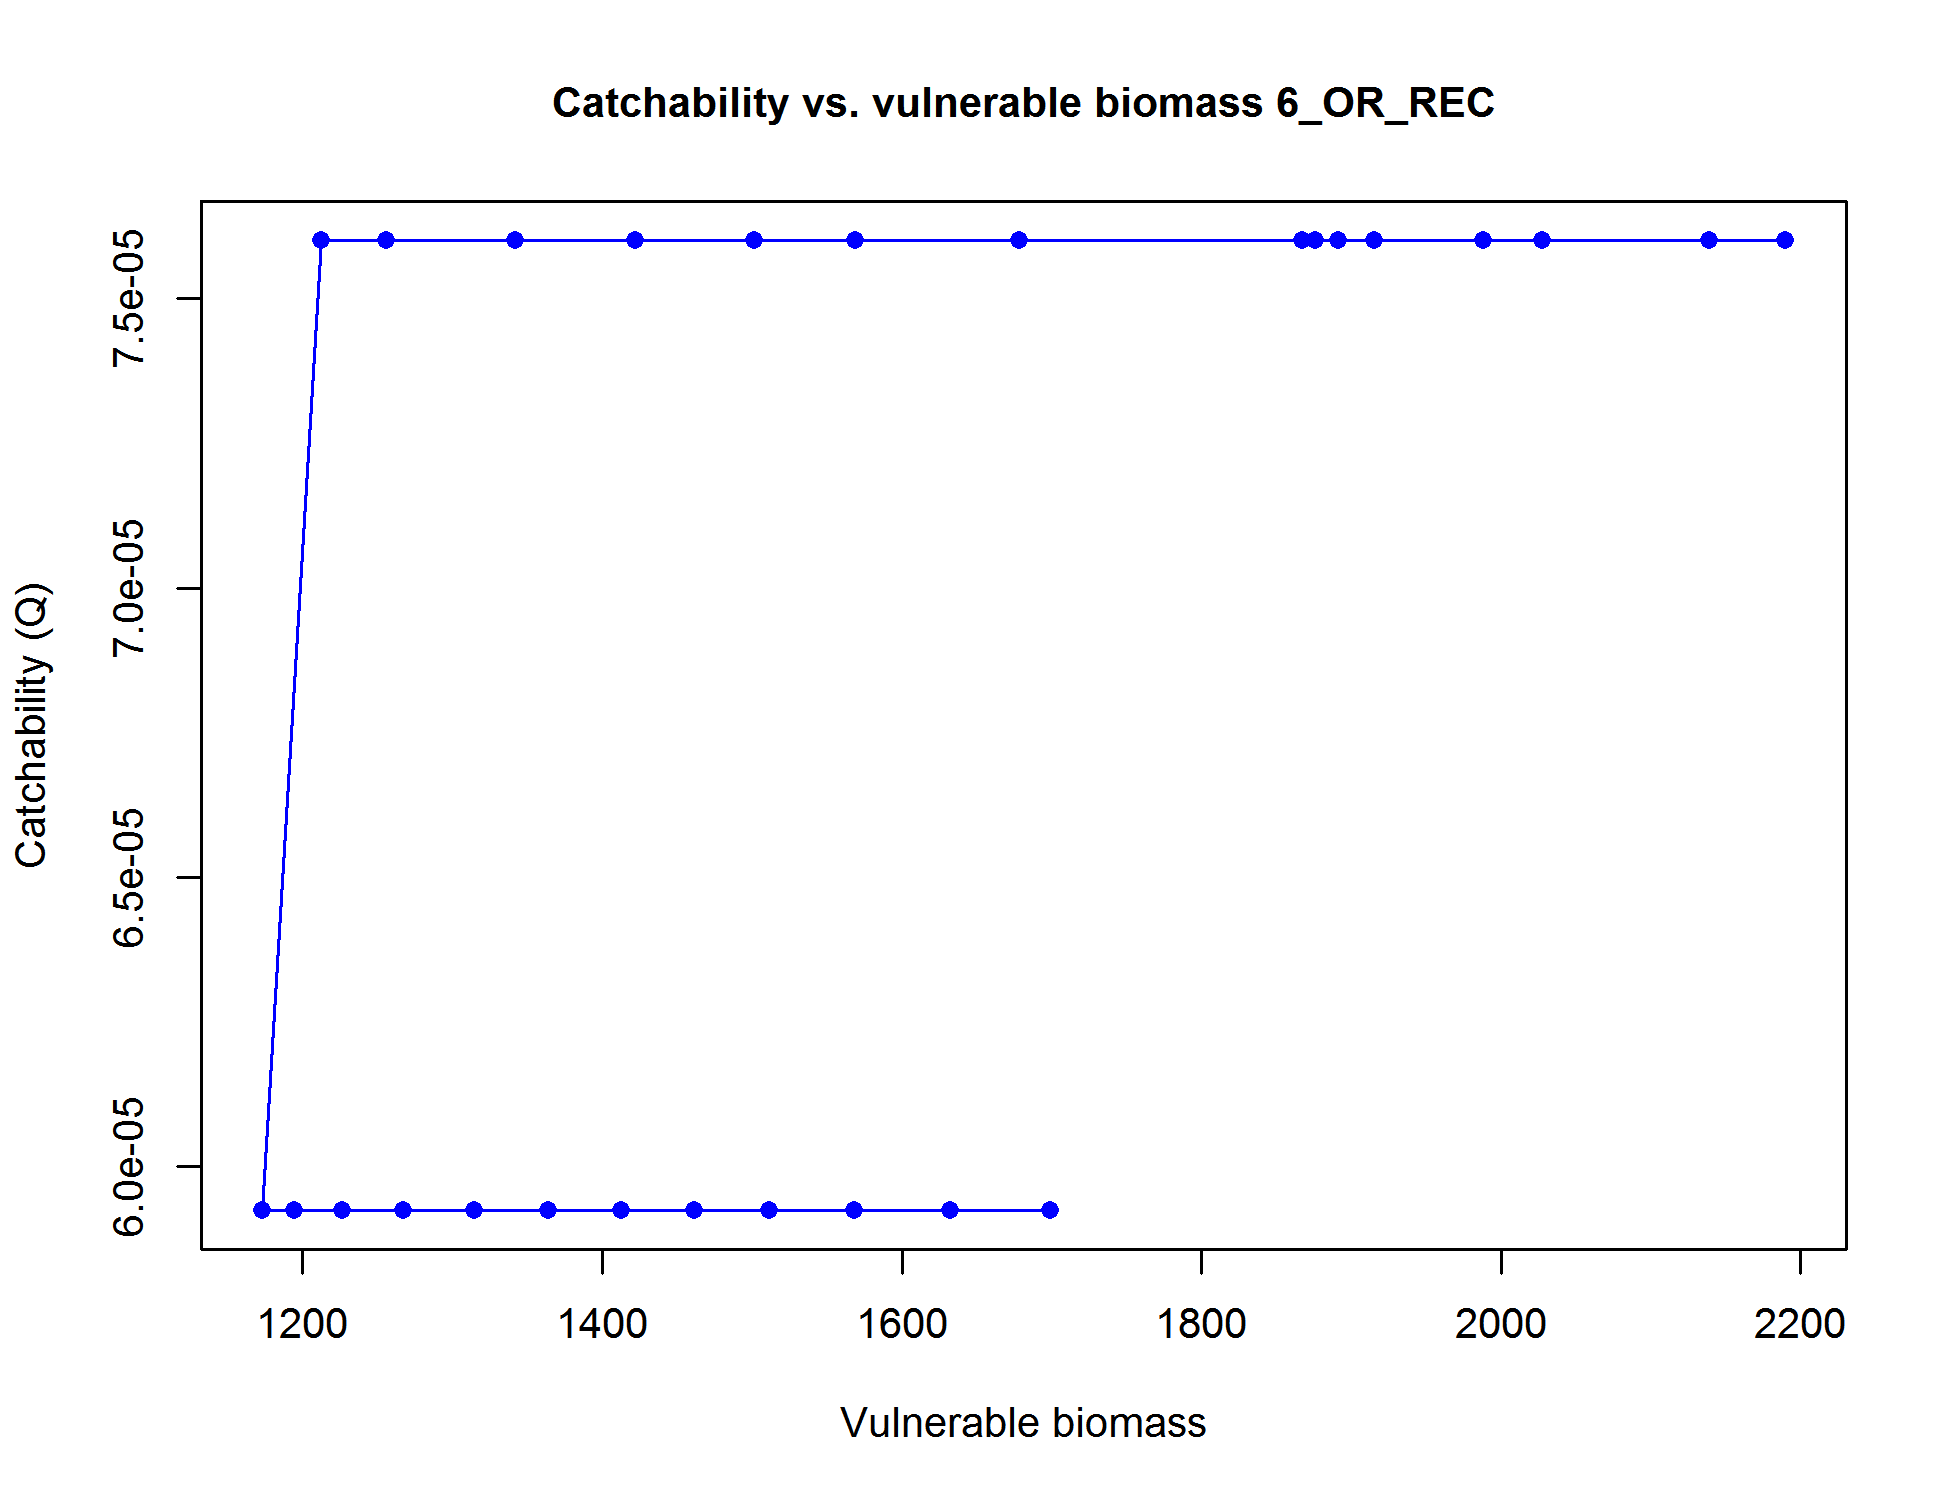 Catchability vs. vulnerable biomass 6_OR_REC
7.5e-05
7.0e-05
6.5e-05
6.0e-05
Catchability (Q)
1200 1400 1600 1800 2000 2200
Vulnerable biomass